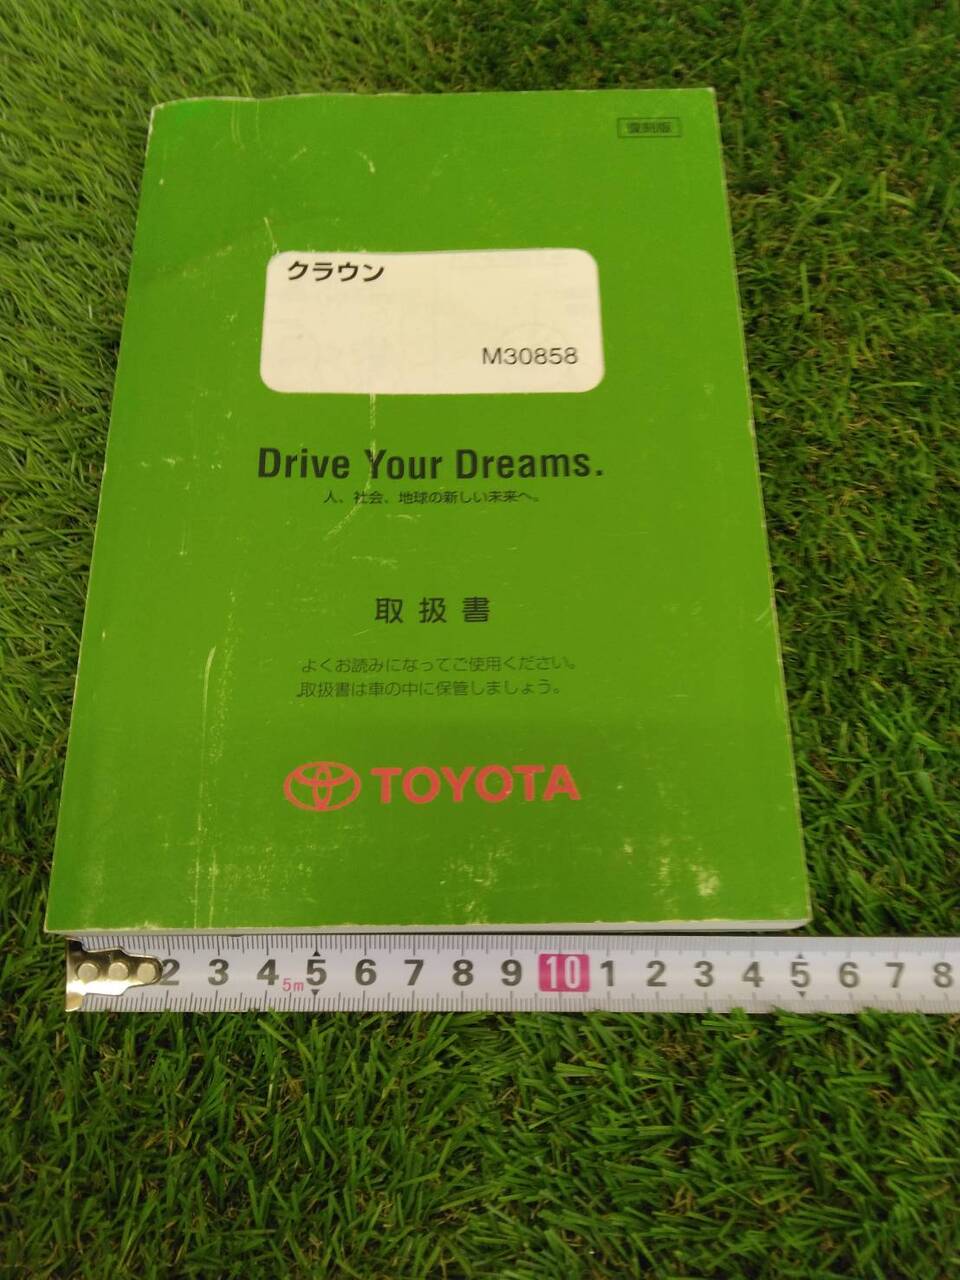 復刻版
クラウン
M30858
Drive Your Dreams.
人、社会、地球の新しい未来へ。
取扱書
よくお読みになってご使用ください。
取扱書は車の中に保管しましょう。
TOYOTA
2 3 4 5m 5 6 7 8 9 10 1 2 3 4 5 6 7 8